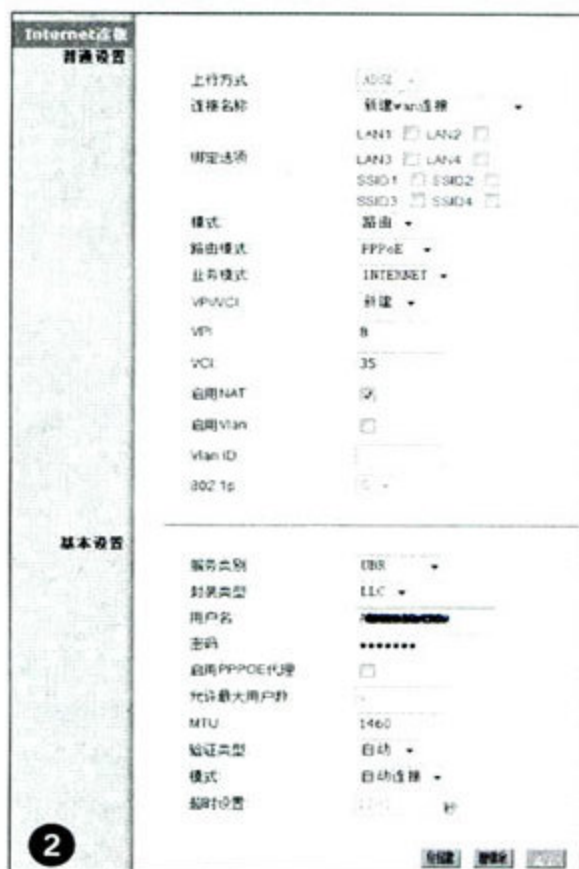 Internet连接
普通设置
上行方式 ADSL
连接名称 新建wan连接
绑定选项
LAN1 LAN2
LAN3 LAN4
SSID1 SSID2
SSID3 SSID4
模式 路由
路由模式 PPPoE
业务模式 INTERNET
VPI/VCI 新建
VPI 8
VCI 35
启用NAT
启用Vlan
Vlan ID
802.1p
基本设置
服务类别 UBR
封装类型 LLC
用户名
密码 •••••••
启用PPPOE代理
允许最大用户数
MTU 1460
验证类型 自动
模式 自动连接
超时设置 秒
2